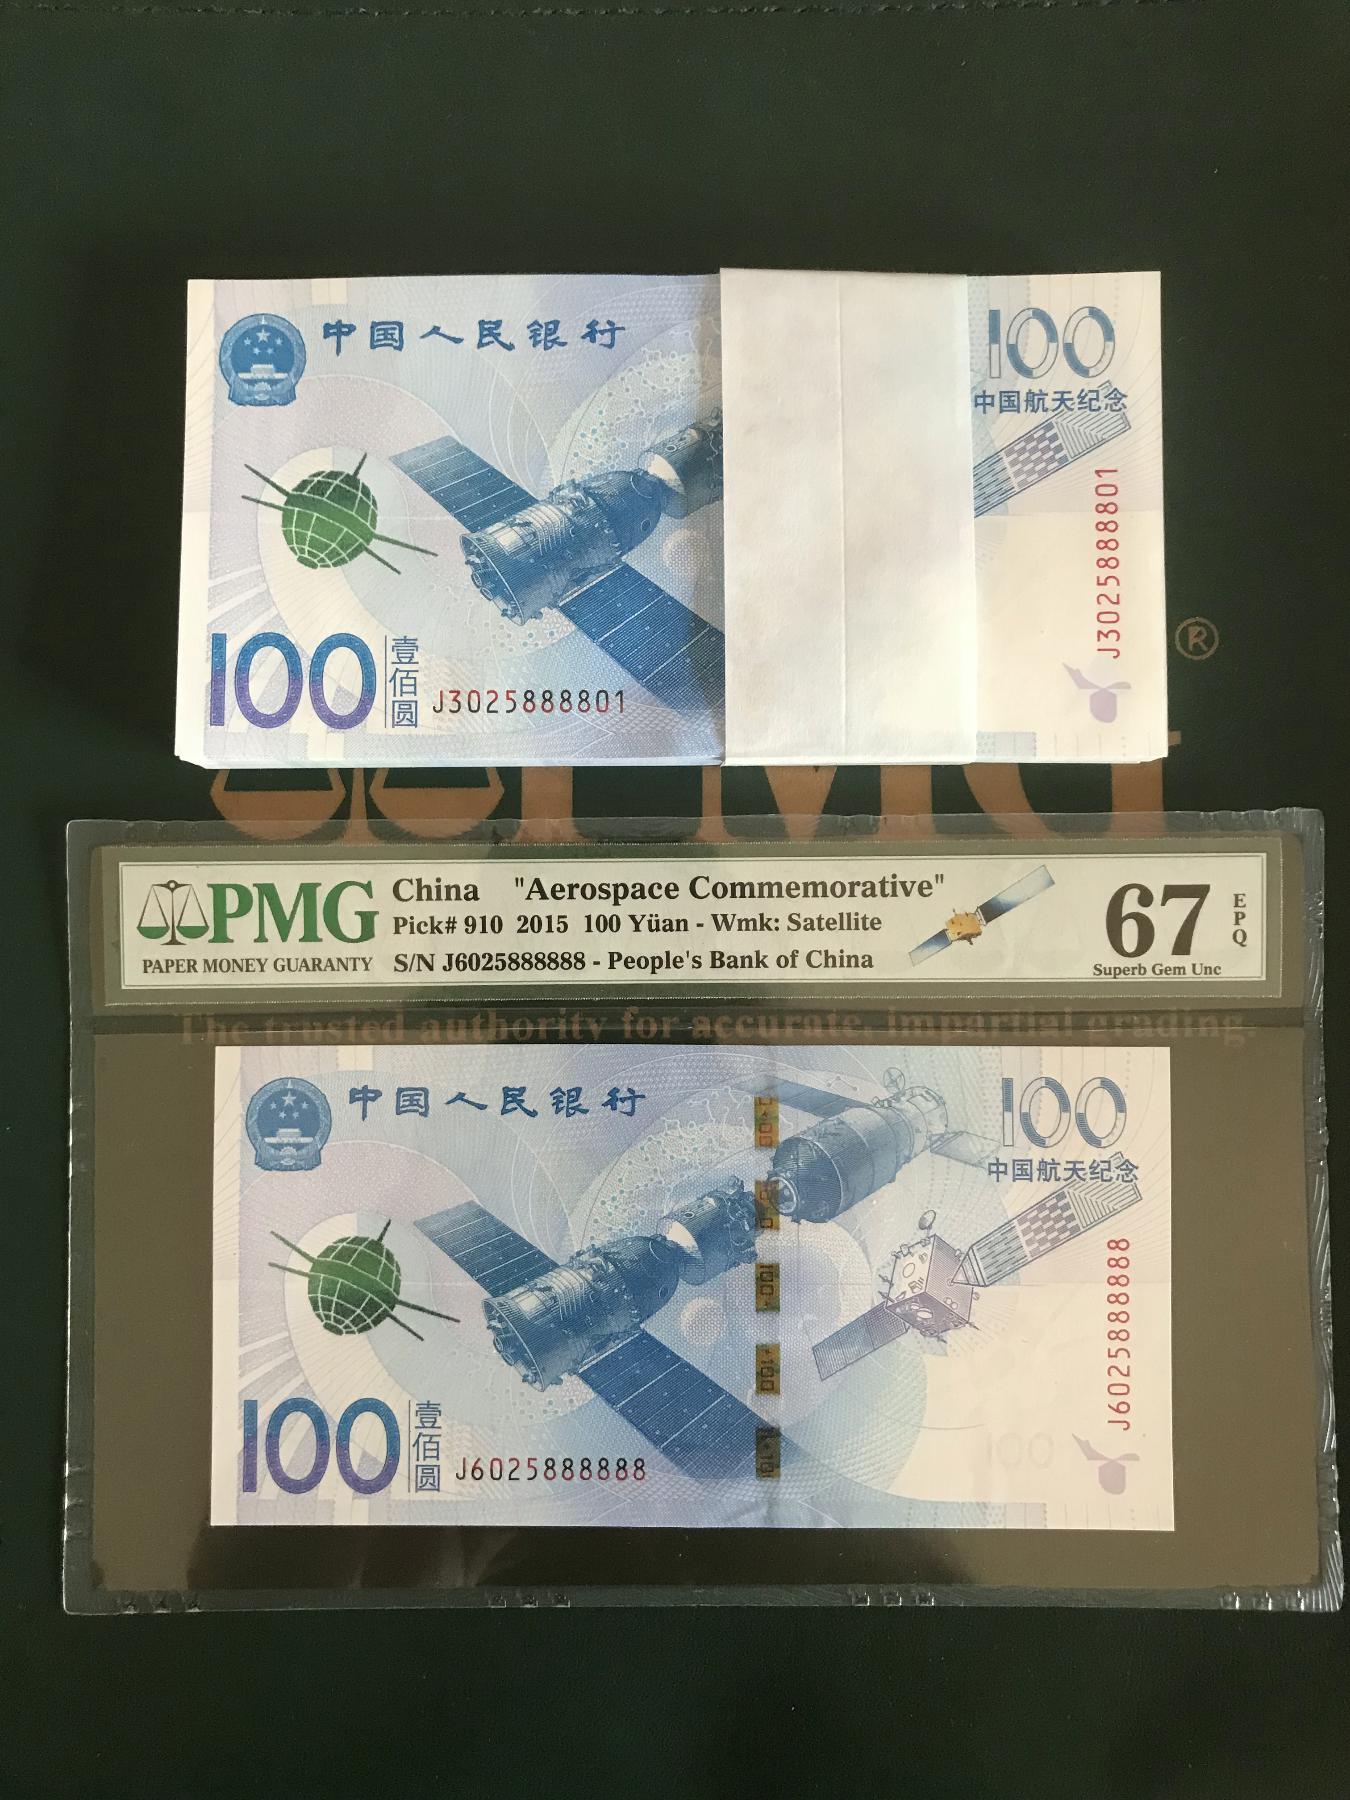 中国人民银行
100
中国航天纪念
J3025888801
100
壹佰圆
J3025888801
®
PMG
PMG
PAPER MONEY GUARANTY
China "Aerospace Commemorative"
Pick# 910 2015 100 Yüan - Wmk: Satellite
S/N J6025888888 - People's Bank of China
67
EPQ
Superb Gem Unc
The trusted authority for accurate, impartial grading.
中国人民银行
100
中国航天纪念
J6025888888
100
100
壹佰圆
J6025888888